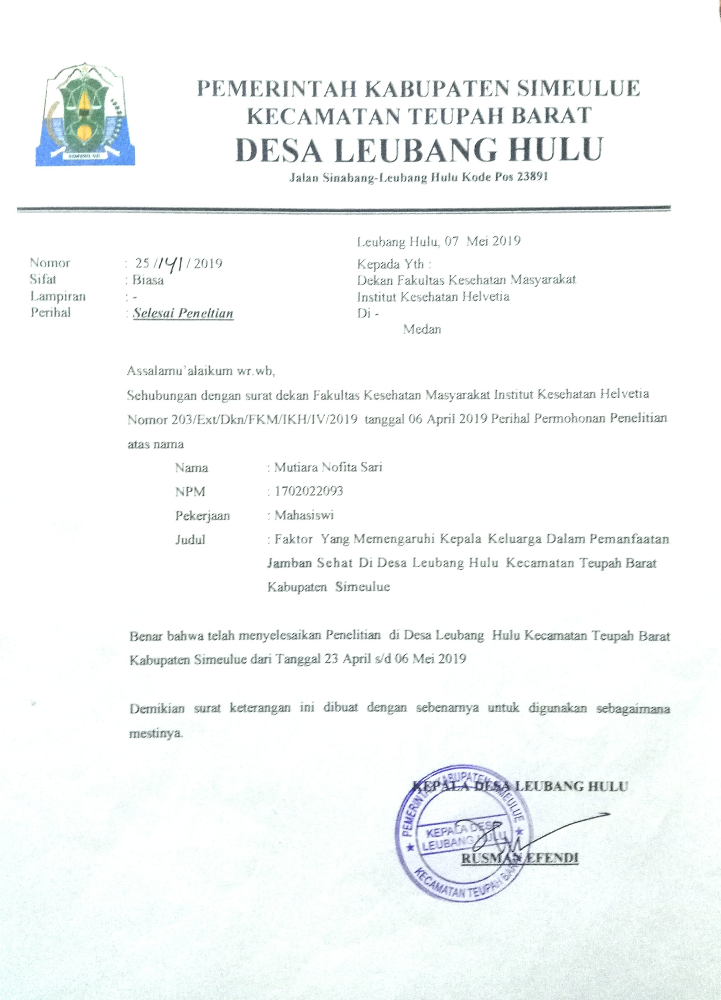 PEMERINTAH KABUPATEN SIMEULUE
KECAMATAN TEUPAH BARAT
DESA LEUBANG HULU
Jalan Sinabang-Leubang Hulu Kode Pos 23891
Leubang Hulu, 07 Mei 2019
Nomor : 25 /141/ 2019
Sifat : Biasa
Lampiran : -
Perihal : Selesai Peneltian
Kepada Yth :
Dekan Fakultas Kesehatan Masyarakat
Institut Kesehatan Helvetia
Di -
Medan
Assalamu'alaikum wr.wb,
Sehubungan dengan surat dekan Fakultas Kesehatan Masyarakat Institut Kesehatan Helvetia
Nomor 203/Ext/Dkn/FKM/IKH/IV/2019 tanggal 06 April 2019 Perihal Permohonan Penelitian
atas nama
Nama : Mutiara Nofita Sari
NPM : 1702022093
Pekerjaan : Mahasiswi
Judul : Faktor Yang Memengaruhi Kepala Keluarga Dalam Pemanfaatan
Jamban Sehat Di Desa Leubang Hulu Kecamatan Teupah Barat
Kabupaten Simeulue
Benar bahwa telah menyelesaikan Penelitian di Desa Leubang Hulu Kecamatan Teupah Barat
Kabupaten Simeulue dari Tanggal 23 April s/d 06 Mei 2019
Demikian surat keterangan ini dibuat dengan sebenarnya untuk digunakan sebagaimana
mestinya.
KEPALA DESA LEUBANG HULU
PEMERINTAH KABUPATEN SIMEULUE
KEPALA DESA
LEUBANG HULU
KECAMATAN TEUPAH BARAT
RUSMAN EFENDI